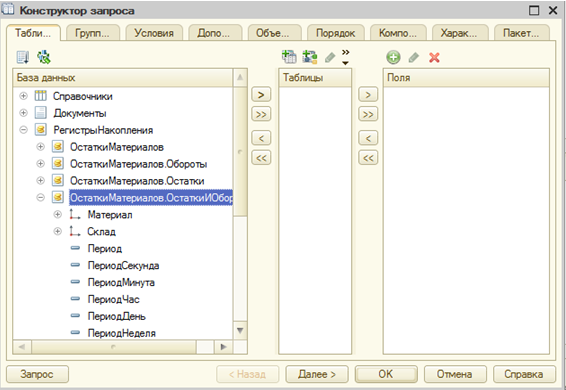 Конструктор запроса
Табли... Групп... Условия Допо... Объе... Порядок Компо... Харак... Пакет...
База данных Таблицы Поля
Справочники
Документы
РегистрыНакопления
ОстаткиМатериалов
ОстаткиМатериалов.Обороты
ОстаткиМатериалов.Остатки
ОстаткиМатериалов.ОстаткиИОбор
Материал
Склад
Период
ПериодСекунда
ПериодМинута
ПериодЧас
ПериодДень
ПериодНеделя
Запрос < Назад Далее > ОК Отмена Справка